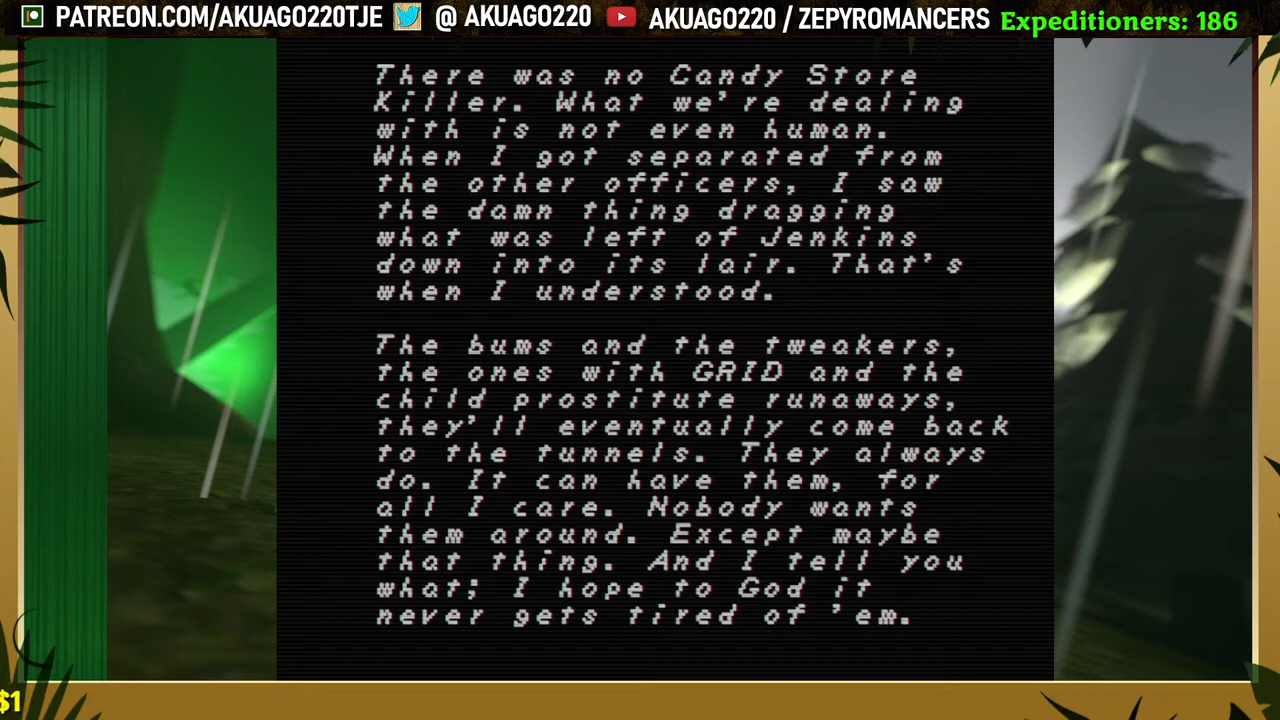 PATREON.COM/AKUAGO220TJE @ AKUAGO220 AKUAGO220 / ZEPYROMANCERS Expeditioners: 186
There was no Candy Store
Killer. What we're dealing
with is not even human.
When I got separated from
the other officers, I saw
the damn thing dragging
what was left of Jenkins
down into its lair. That's
when I understood.
The bums and the tweakers,
the ones with GRID and the
child prostitute runaways,
they'll eventually come back
to the tunnels. They always
do. It can have them, for
all I care. Nobody wants
them around. Except maybe
that thing. And I tell you
what; I hope to God it
never gets tired of 'em.
$1